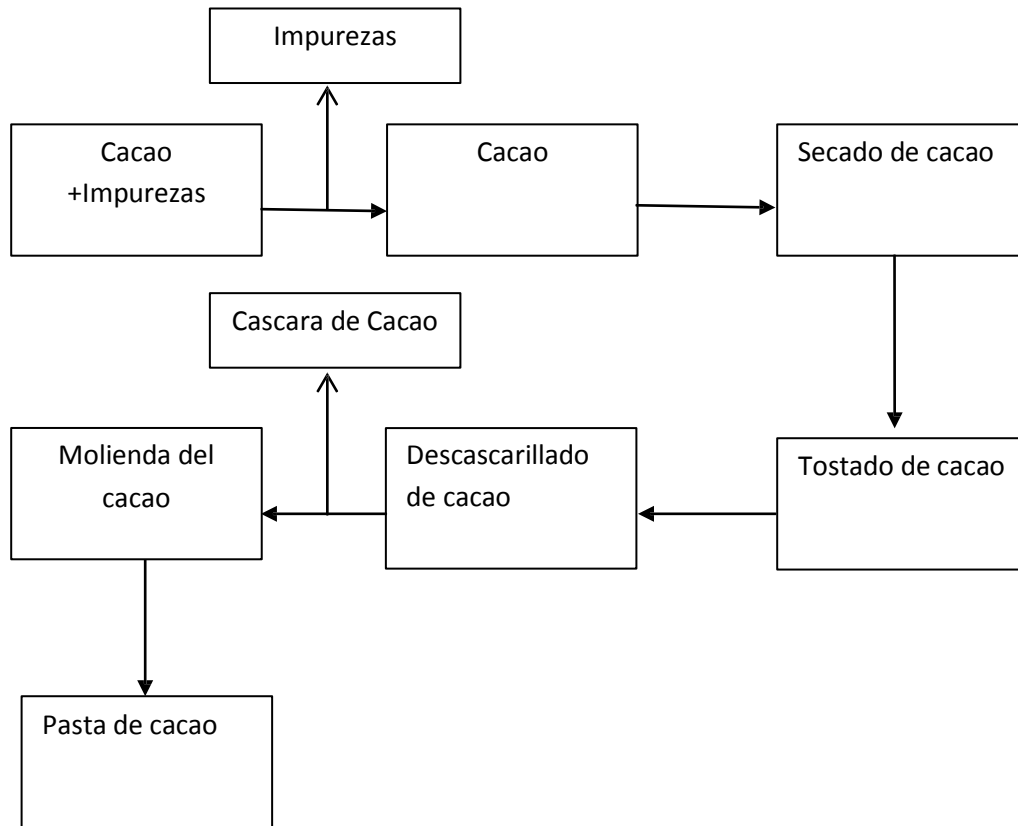 Impurezas
Cacao
+Impurezas
Cacao
Secado de cacao
Cascara de Cacao
Molienda del
cacao
Descascarillado
de cacao
Tostado de cacao
Pasta de cacao